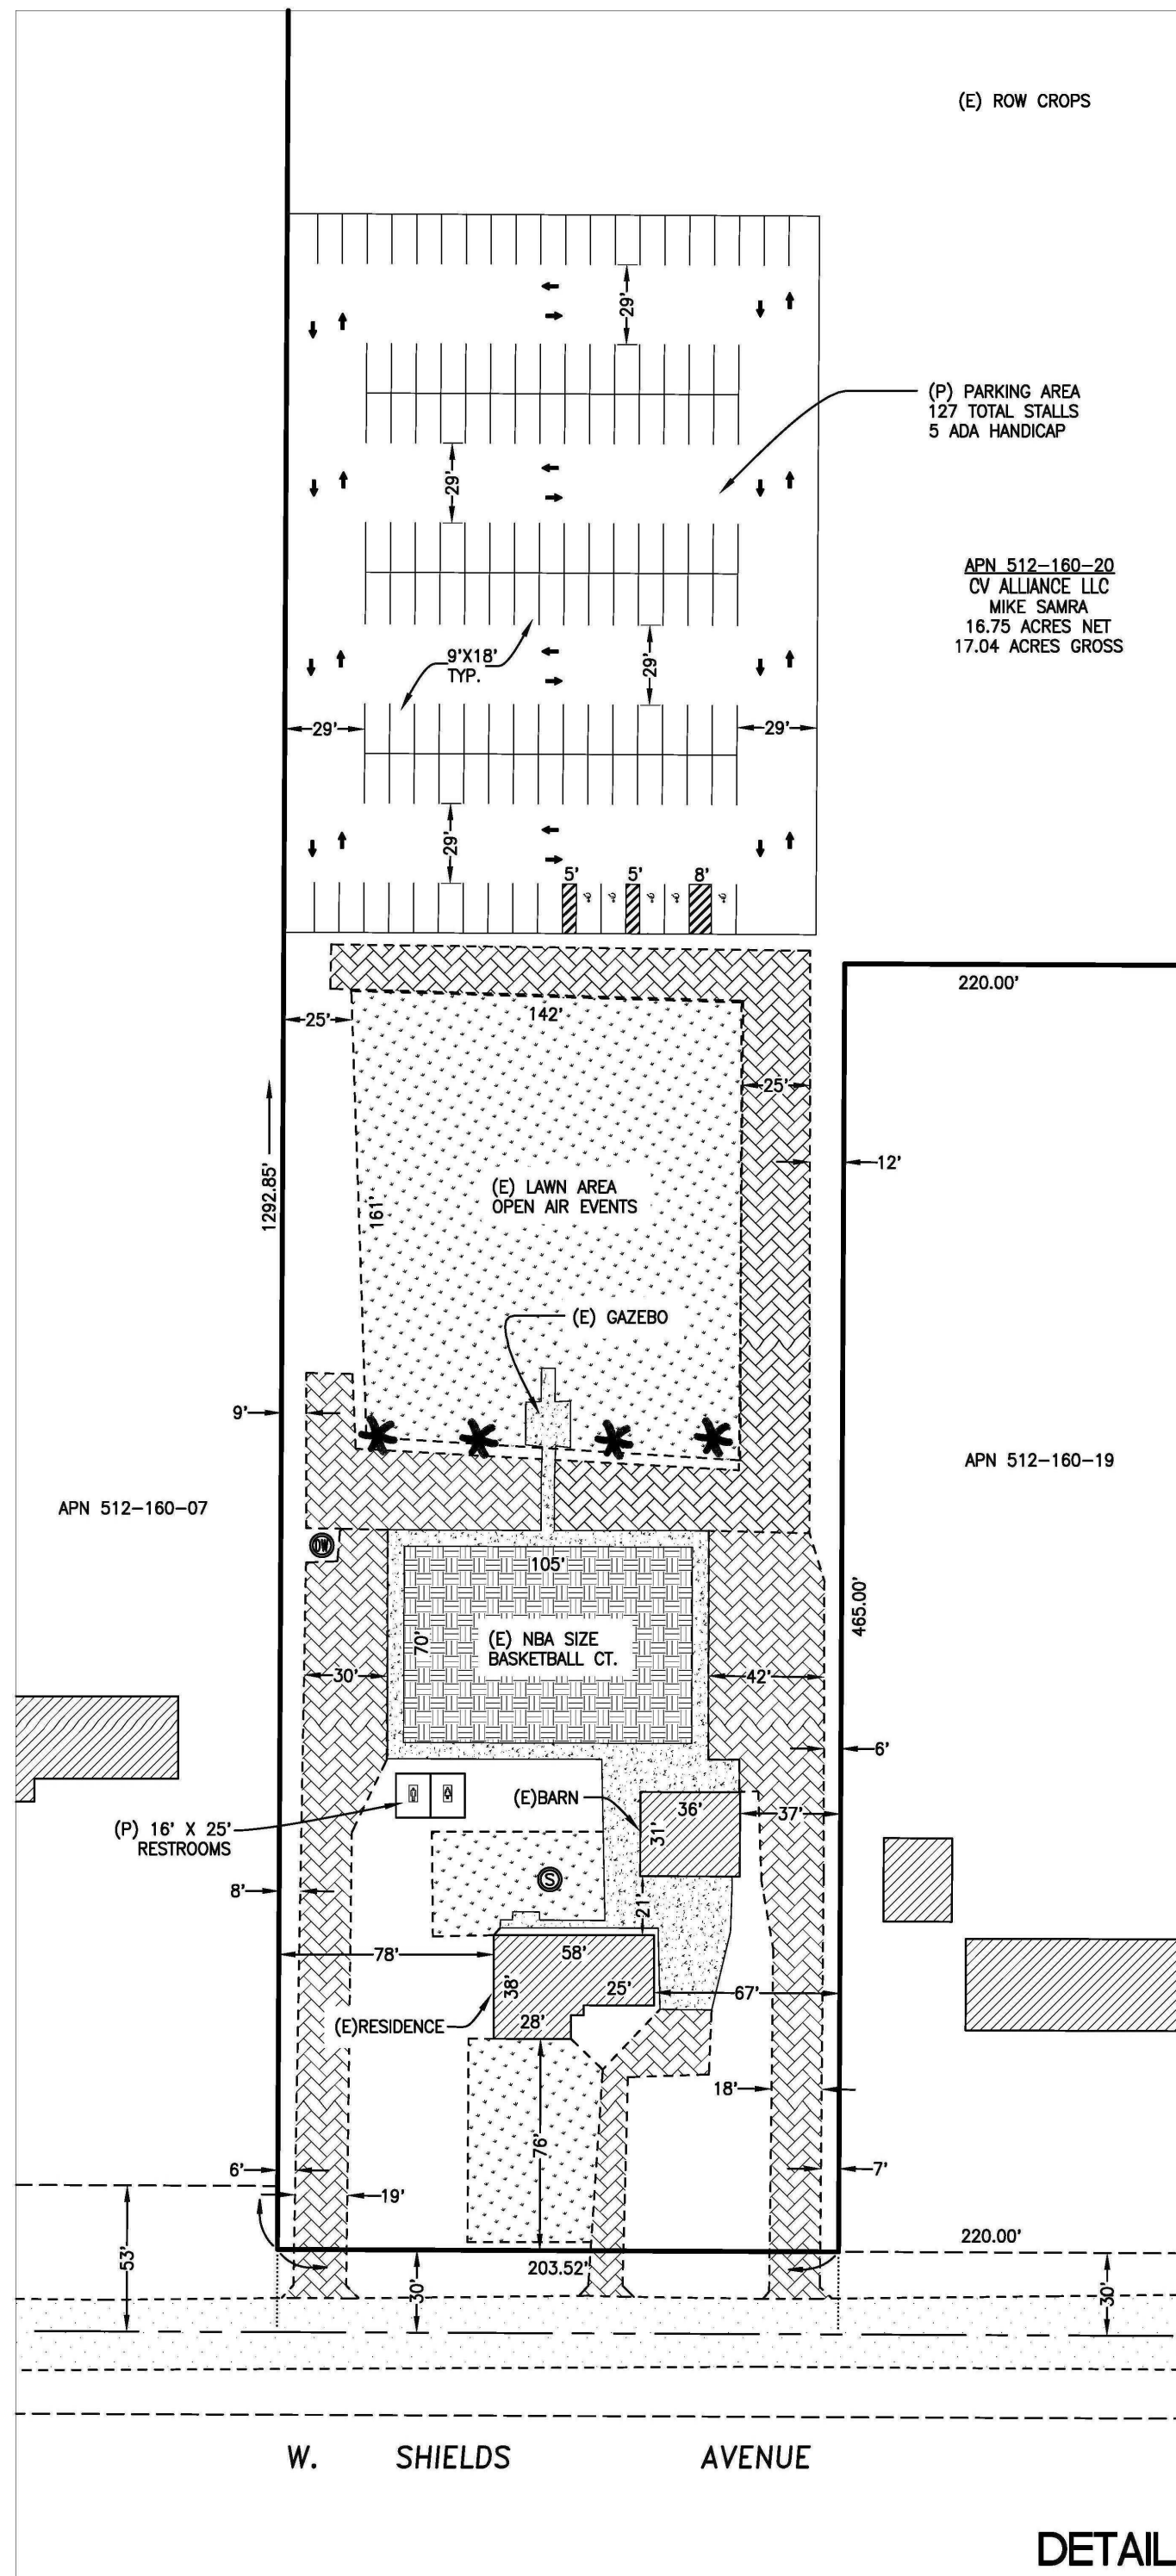 (E) ROW CROPS
29'
(P) PARKING AREA
127 TOTAL STALLS
5 ADA HANDICAP
29'
APN 512-160-20
CV ALLIANCE LLC
MIKE SAMRA
16.75 ACRES NET
17.04 ACRES GROSS
9'X18'
TYP.
29'
29'
29'
29'
5'
5'
8'
220.00'
25'
142'
25'
12'
1292.85'
161'
(E) LAWN AREA
OPEN AIR EVENTS
(E) GAZEBO
9'
APN 512-160-19
APN 512-160-07
DW
105'
465.00'
70'
(E) NBA SIZE
BASKETBALL CT.
30'
42'
6'
(E)BARN
36'
37'
31'
(P) 16' X 25'
RESTROOMS
S
8'
21'
78'
58'
38'
25'
67'
(E)RESIDENCE
28'
18'
76'
6'
7'
19'
220.00'
53'
203.52'
30'
30'
W. SHIELDS AVENUE
DETAIL